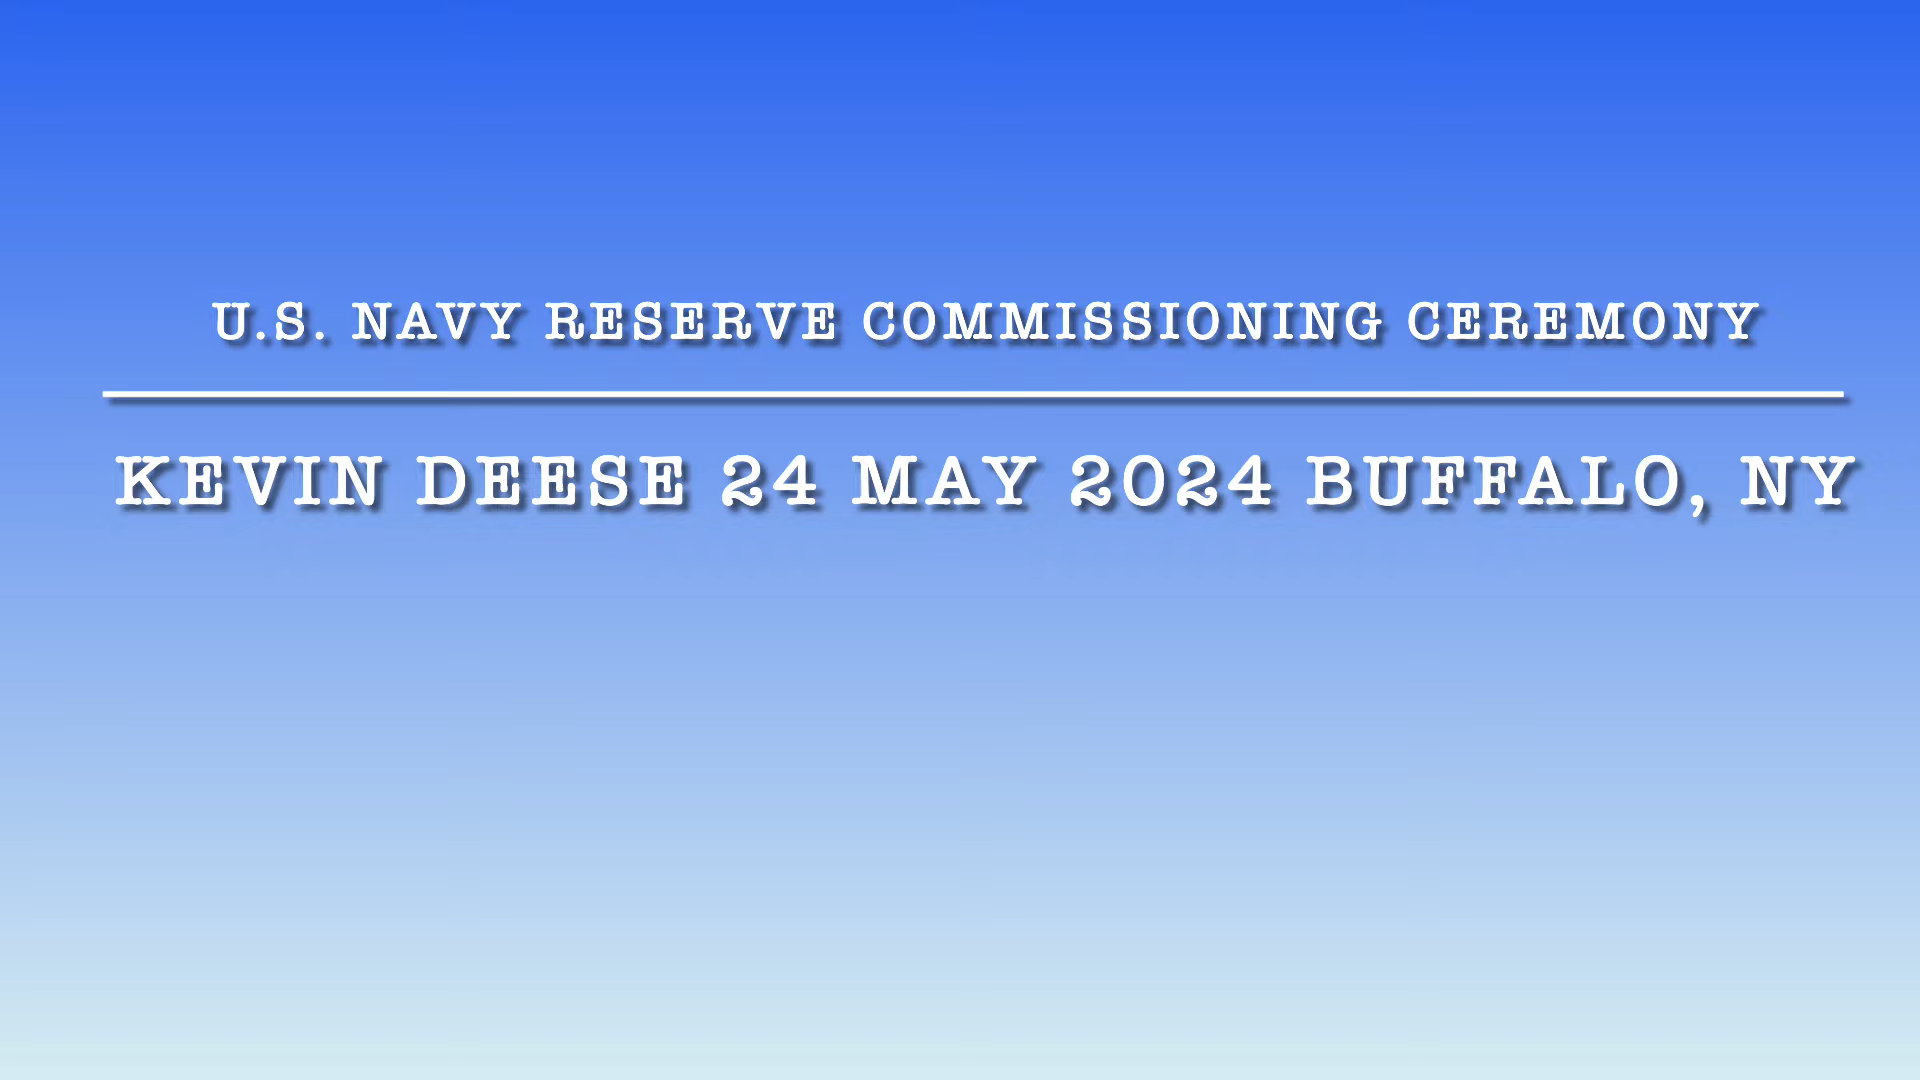 U.S. NAVY RESERVE COMMISSIONING CEREMONY
KEVIN DEESE 24 MAY 2024 BUFFALO, NY